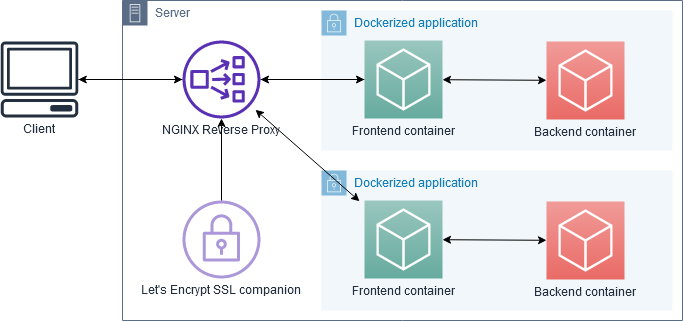 Server
Dockerized application
Client
NGINX Reverse Proxy
Frontend container
Backend container
Dockerized application
Let's Encrypt SSL companion
Frontend container
Backend container